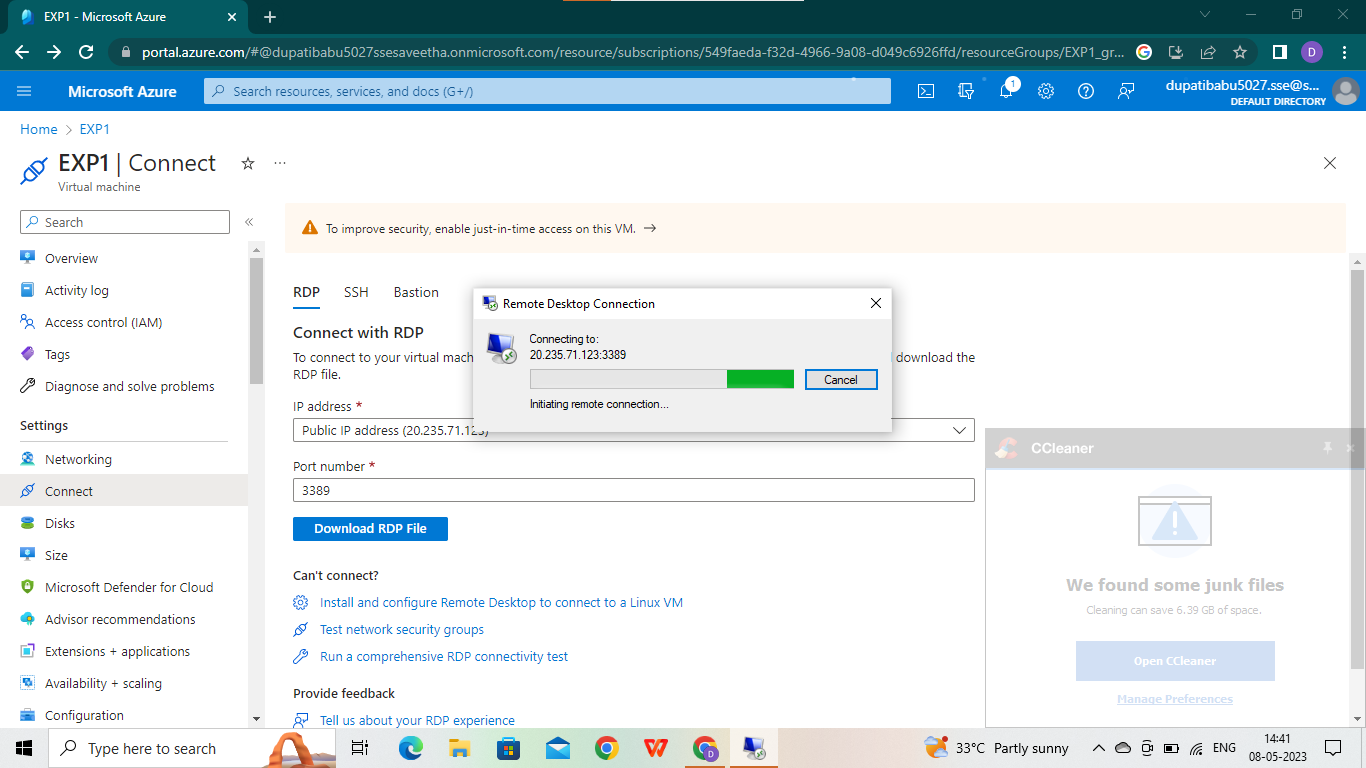 EXP1 - Microsoft Azure
portal.azure.com/#@dupatibabu5027ssesaveetha.onmicrosoft.com/resource/subscriptions/549faeda-f32d-4966-9a08-d049c6926ffd/resourceGroups/EXP1_gr...
D
Microsoft Azure
Search resources, services, and docs (G+/)
1
dupatibabu5027.sse@s...
DEFAULT DIRECTORY
Home > EXP1
EXP1 | Connect
Virtual machine
Search
Overview
Activity log
Access control (IAM)
Tags
Diagnose and solve problems
Settings
Networking
Connect
Disks
Size
Microsoft Defender for Cloud
Advisor recommendations
Extensions + applications
Availability + scaling
Configuration
To improve security, enable just-in-time access on this VM.
RDP SSH Bastion
Connect with RDP
To connect to your virtual mach download the
RDP file.
IP address *
Public IP address (20.235.71.123)
Port number *
3389
Download RDP File
Can't connect?
Install and configure Remote Desktop to connect to a Linux VM
Test network security groups
Run a comprehensive RDP connectivity test
Provide feedback
Tell us about your RDP experience
Remote Desktop Connection
Connecting to:
20.235.71.123:3389
Cancel
Initiating remote connection...
CCleaner
We found some junk files
Cleaning can save 6.39 GB of space.
Open CCleaner
Manage Preferences
Type here to search
D
33°C Partly sunny
ENG
14:41
08-05-2023